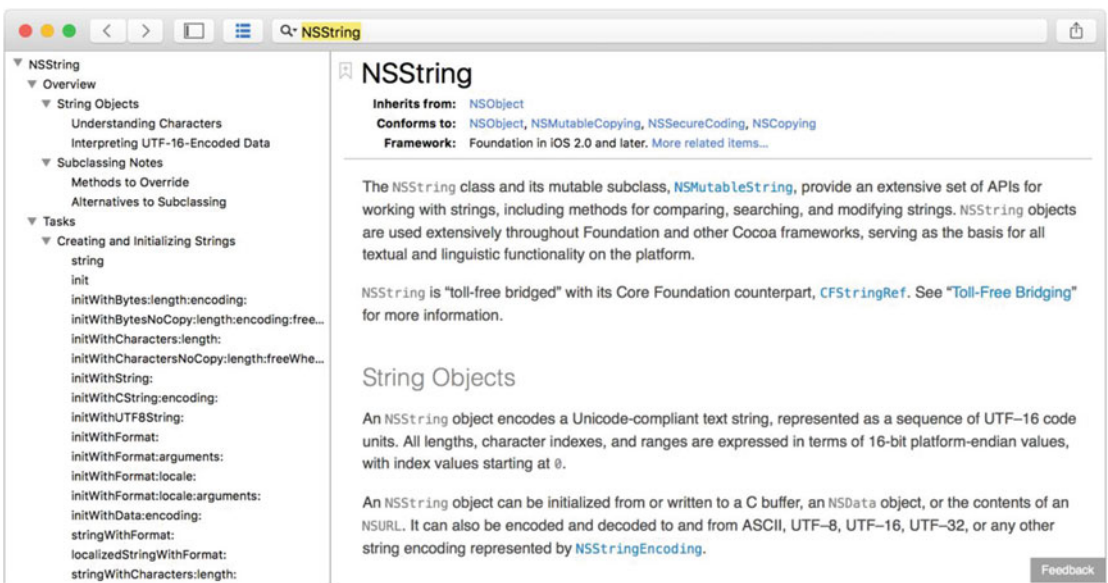 NSString
NSString
Overview
String Objects
Understanding Characters
Interpreting UTF-16-Encoded Data
Subclassing Notes
Methods to Override
Alternatives to Subclassing
Tasks
Creating and Initializing Strings
string
init
initWithBytes:length:encoding:
initWithBytesNoCopy:length:encoding:free...
initWithCharacters:length:
initWithCharactersNoCopy:length:freeWhe...
initWithString:
initWithCString:encoding:
initWithUTF8String:
initWithFormat:
initWithFormat:arguments:
initWithFormat:locale:
initWithFormat:locale:arguments:
initWithData:encoding:
stringWithFormat:
localizedStringWithFormat:
stringWithCharacters:length:
NSString
Inherits from: NSObject
Conforms to: NSObject, NSMutableCopying, NSSecureCoding, NSCopying
Framework: Foundation in iOS 2.0 and later. More related items...
The NSString class and its mutable subclass, NSMutableString, provide an extensive set of APIs for
working with strings, including methods for comparing, searching, and modifying strings. NSString objects
are used extensively throughout Foundation and other Cocoa frameworks, serving as the basis for all
textual and linguistic functionality on the platform.
NSString is “toll-free bridged” with its Core Foundation counterpart, CFStringRef. See “Toll-Free Bridging”
for more information.
String Objects
An NSString object encodes a Unicode-compliant text string, represented as a sequence of UTF–16 code
units. All lengths, character indexes, and ranges are expressed in terms of 16-bit platform-endian values,
with index values starting at 0.
An NSString object can be initialized from or written to a C buffer, an NSData object, or the contents of an
NSURL. It can also be encoded and decoded to and from ASCII, UTF–8, UTF–16, UTF–32, or any other
string encoding represented by NSStringEncoding.
Feedback